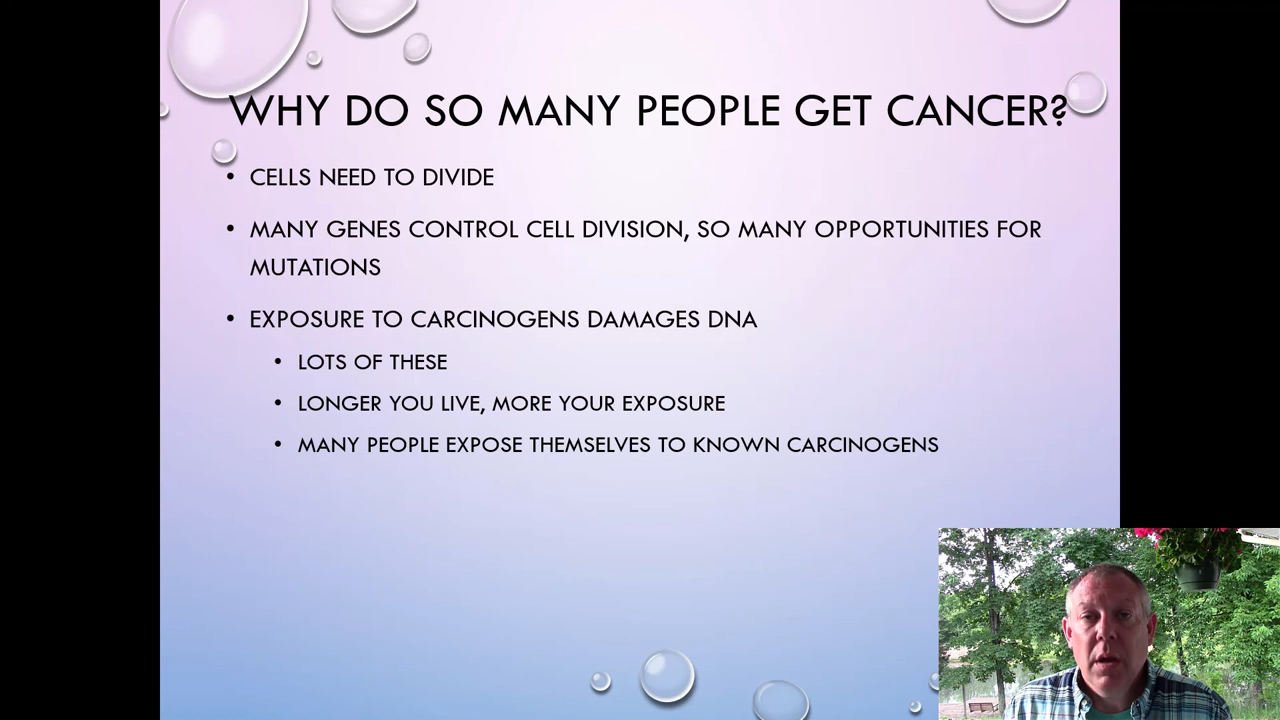 WHY DO SO MANY PEOPLE GET CANCER?
• CELLS NEED TO DIVIDE
• MANY GENES CONTROL CELL DIVISION, SO MANY OPPORTUNITIES FOR
MUTATIONS
• EXPOSURE TO CARCINOGENS DAMAGES DNA
• LOTS OF THESE
• LONGER YOU LIVE, MORE YOUR EXPOSURE
• MANY PEOPLE EXPOSE THEMSELVES TO KNOWN CARCINOGENS